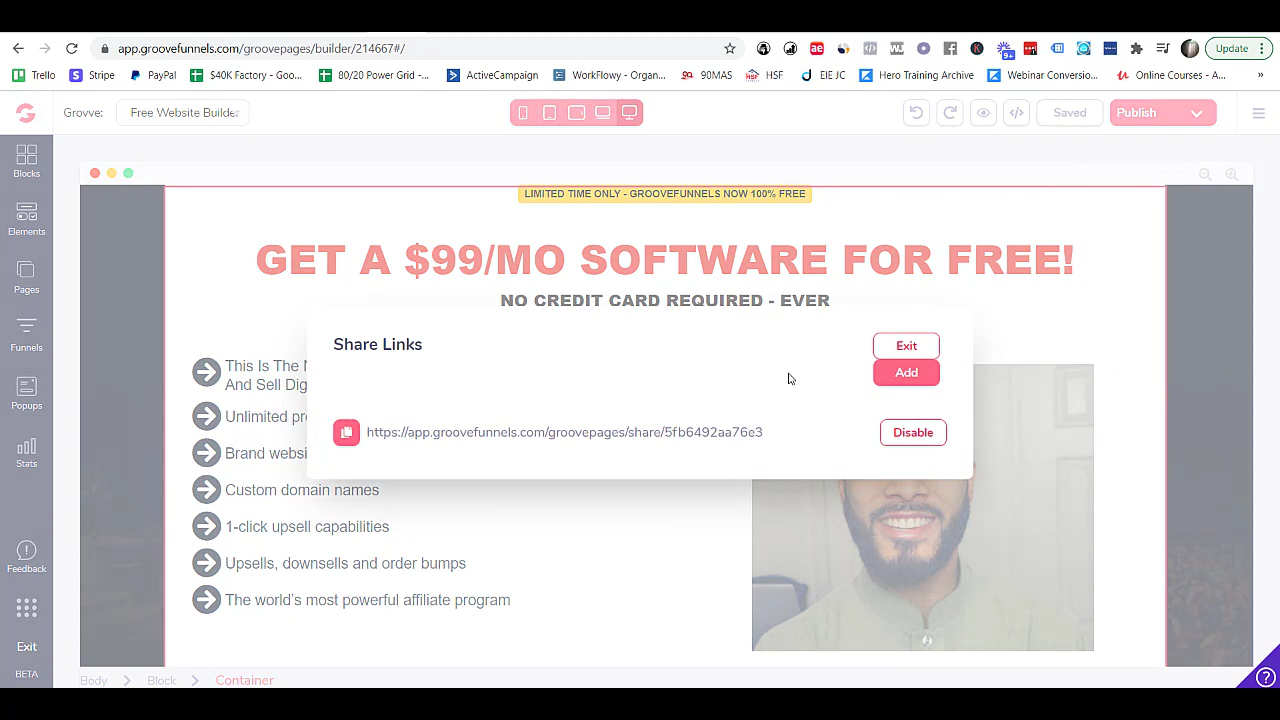 app.groovefunnels.com/groovepages/builder/214667#/
Update
Trello
Stripe
PayPal
$40K Factory - Goo...
80/20 Power Grid -...
ActiveCampaign
WorkFlowy - Organ...
90MAS
HSF
EIE JC
Hero Training Archive
Webinar Conversio...
Online Courses - A...
»
Grovve:
Free Website Builder
Saved
Publish
Blocks
Elements
Pages
Funnels
Popups
Stats
Feedback
Exit
BETA
LIMITED TIME ONLY - GROOVEFUNNELS NOW 100% FREE
GET A $99/MO SOFTWARE FOR FREE!
NO CREDIT CARD REQUIRED - EVER
Share Links
Exit
Add
https://app.groovefunnels.com/groovepages/share/5fb6492aa76e3
Disable
This Is The
And Sell Dig
Unlimited pr
Brand websi
Custom domain names
1-click upsell capabilities
Upsells, downsells and order bumps
The world's most powerful affiliate program
Body
Block
Container